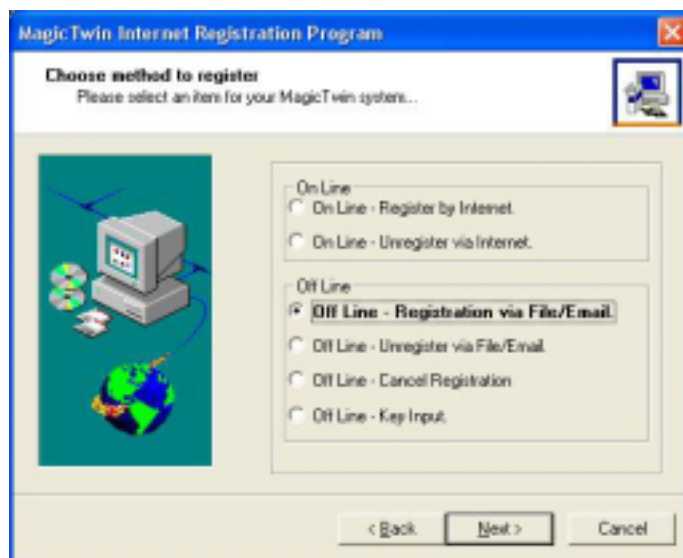 MagicTwin Internet Registration Program
Choose method to register
Please select an item for your MagicTwin system...
On Line
On Line - Register by Internet.
On Line - Unregister via Internet.
Off Line
Off Line - Registration via File/Email.
Off Line - Unregister via File/Email.
Off Line - Cancel Registration
Off Line - Key Input.
< Back
Next >
Cancel